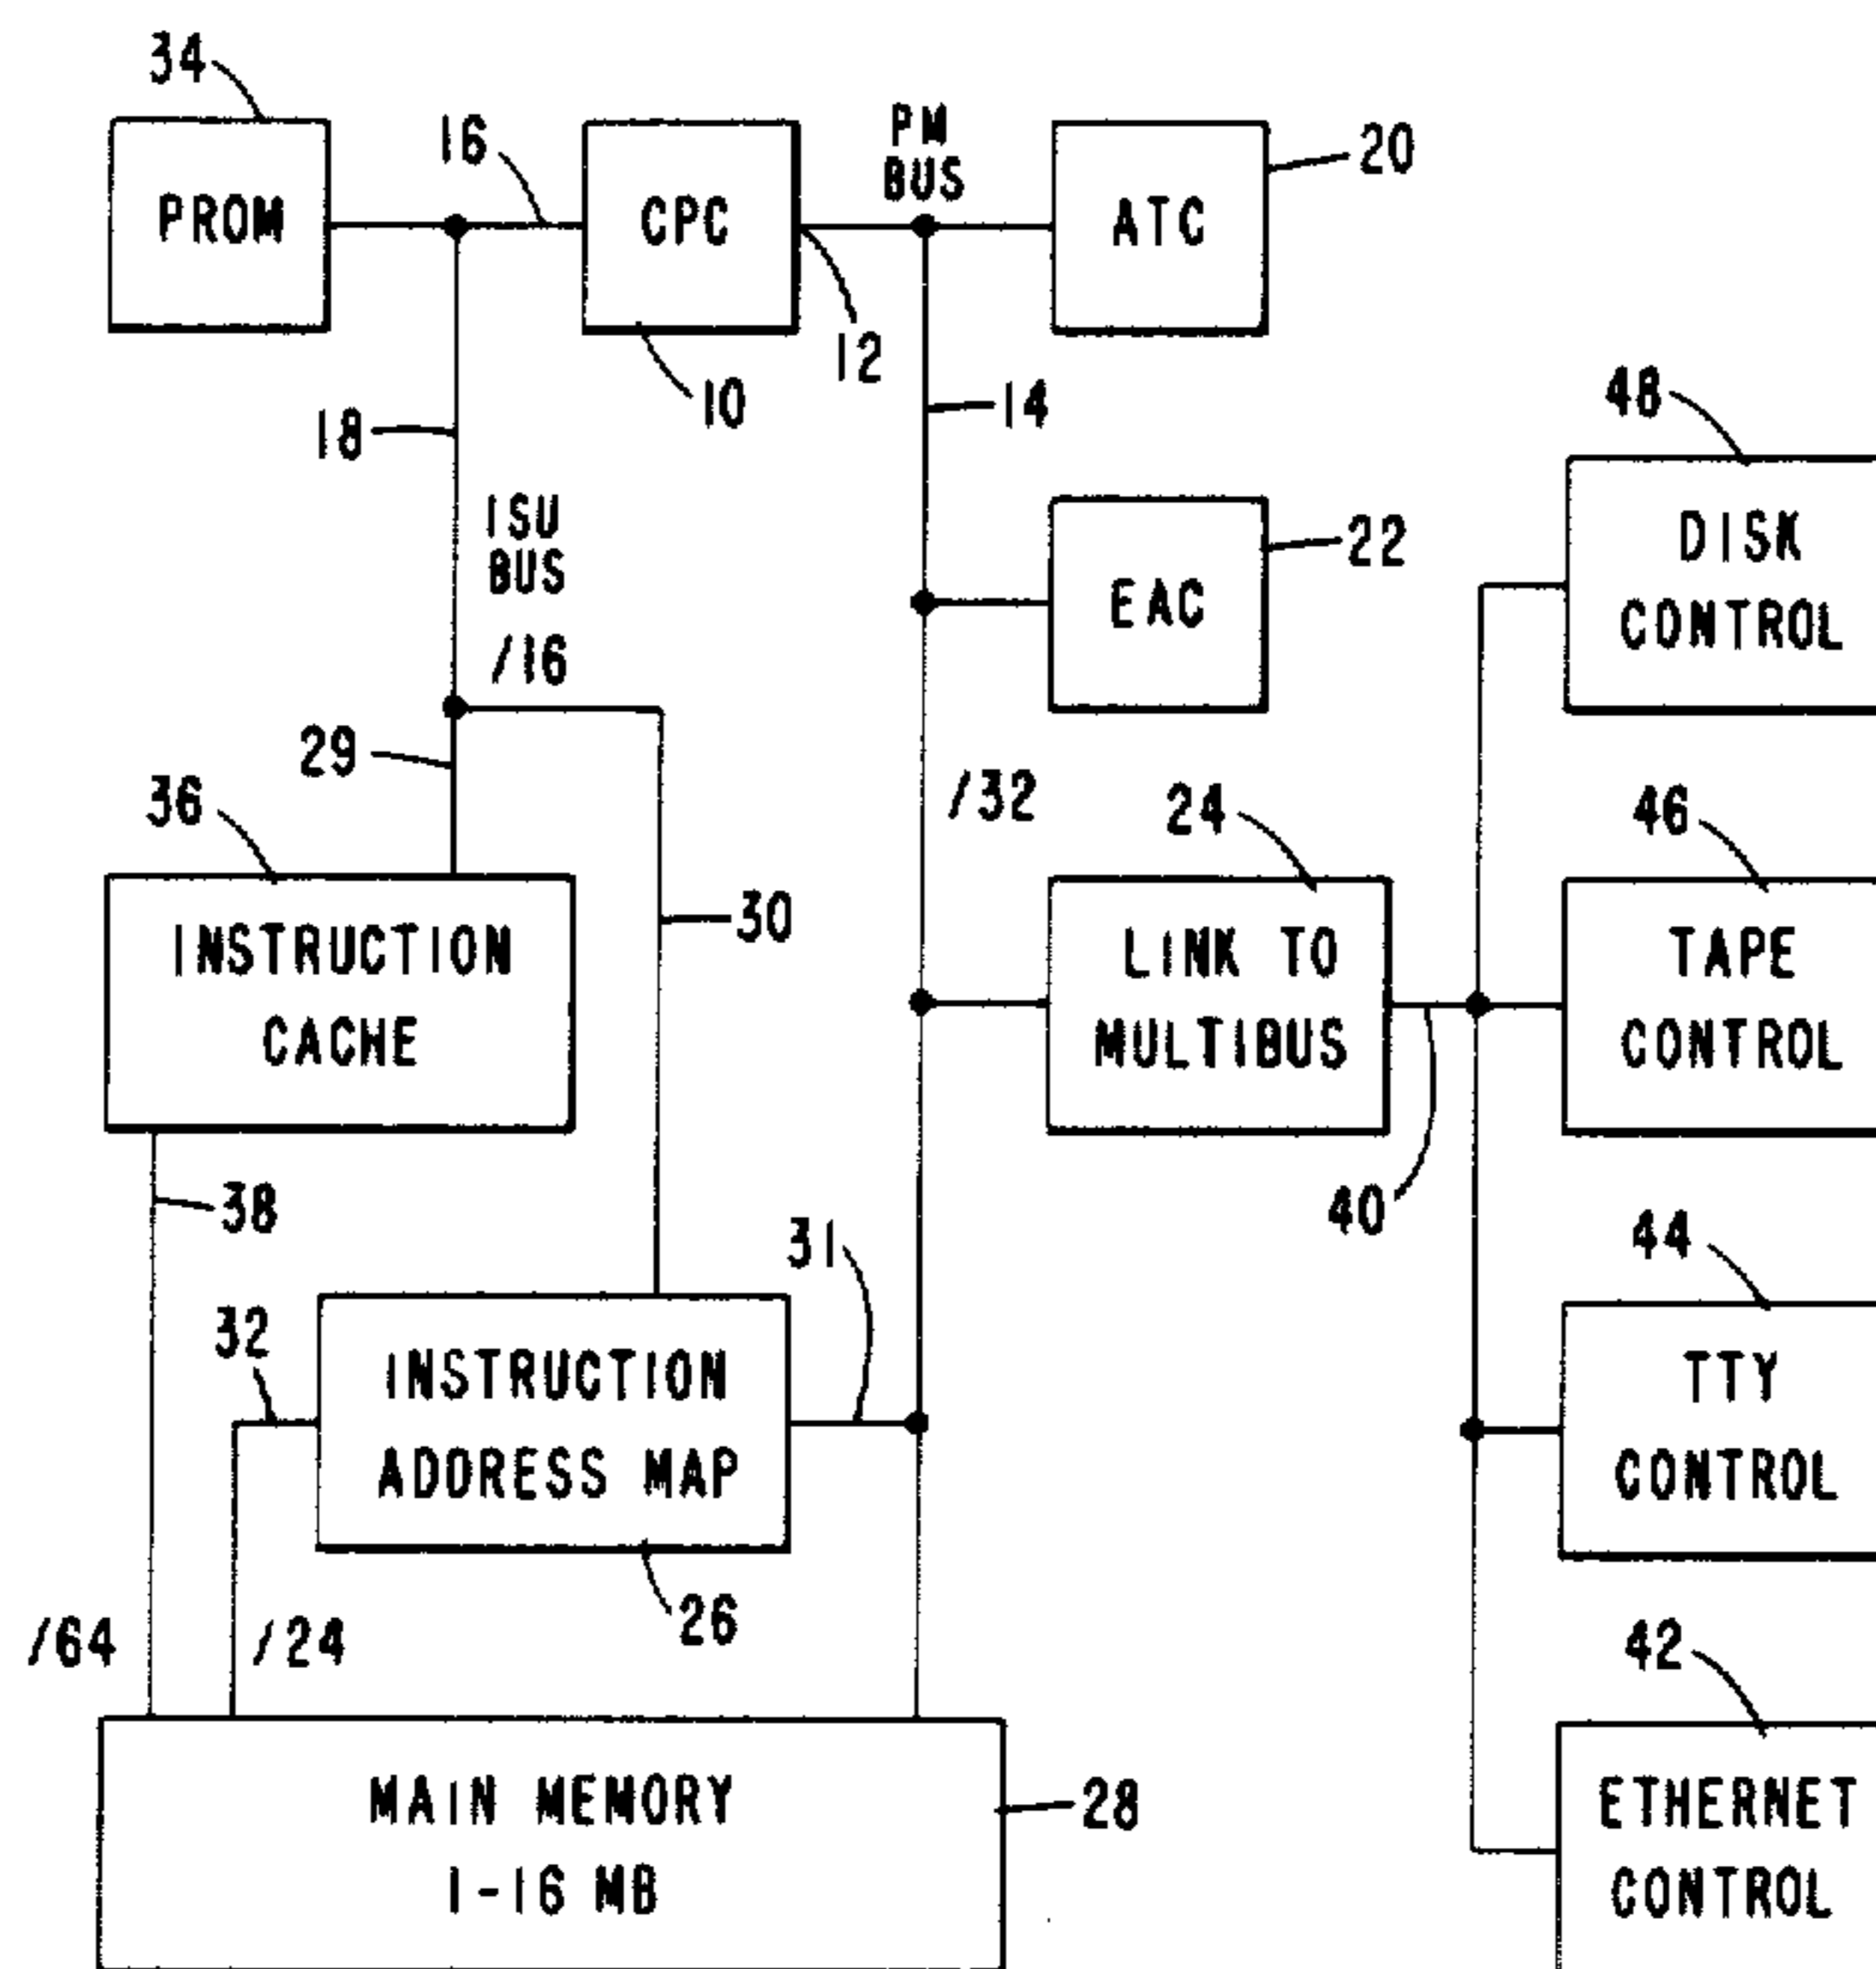 34
PROM
16
CPC
PM
BUS
ATC
20
12
10
14
18
48
ISU
BUS
/16
EAC
22
DISK
CONTROL
29
36
/32
24
46
INSTRUCTION
CACHE
30
LINK TO
MULTIBUS
TAPE
CONTROL
38
31
40
44
32
INSTRUCTION
ADDRESS MAP
TTY
CONTROL
/64
/24
26
42
MAIN MEMORY
1-16 MB
28
ETHERNET
CONTROL